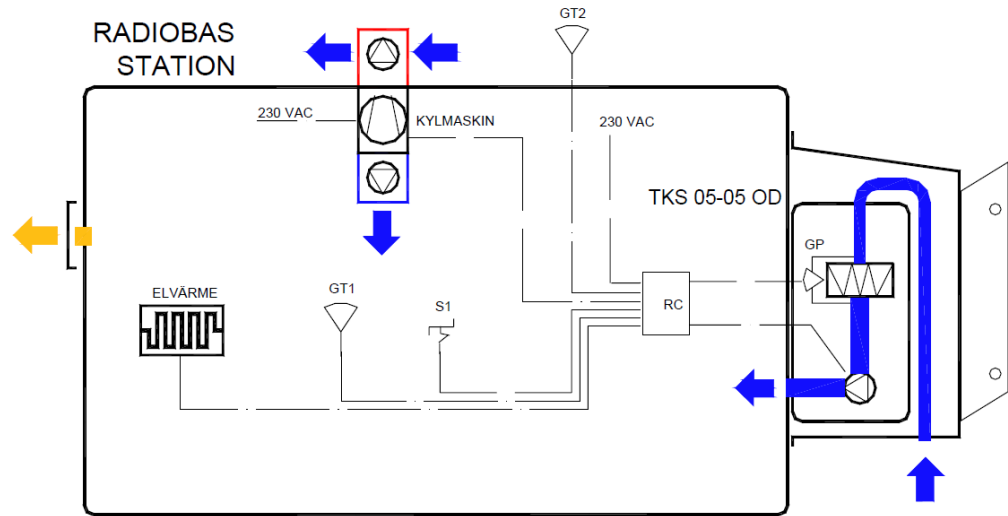 GT2
RADIOBAS
STATION
230 VAC
KYLMASKIN
230 VAC
TKS 05-05 OD
GP
ELVÄRME
GT1
S1
RC